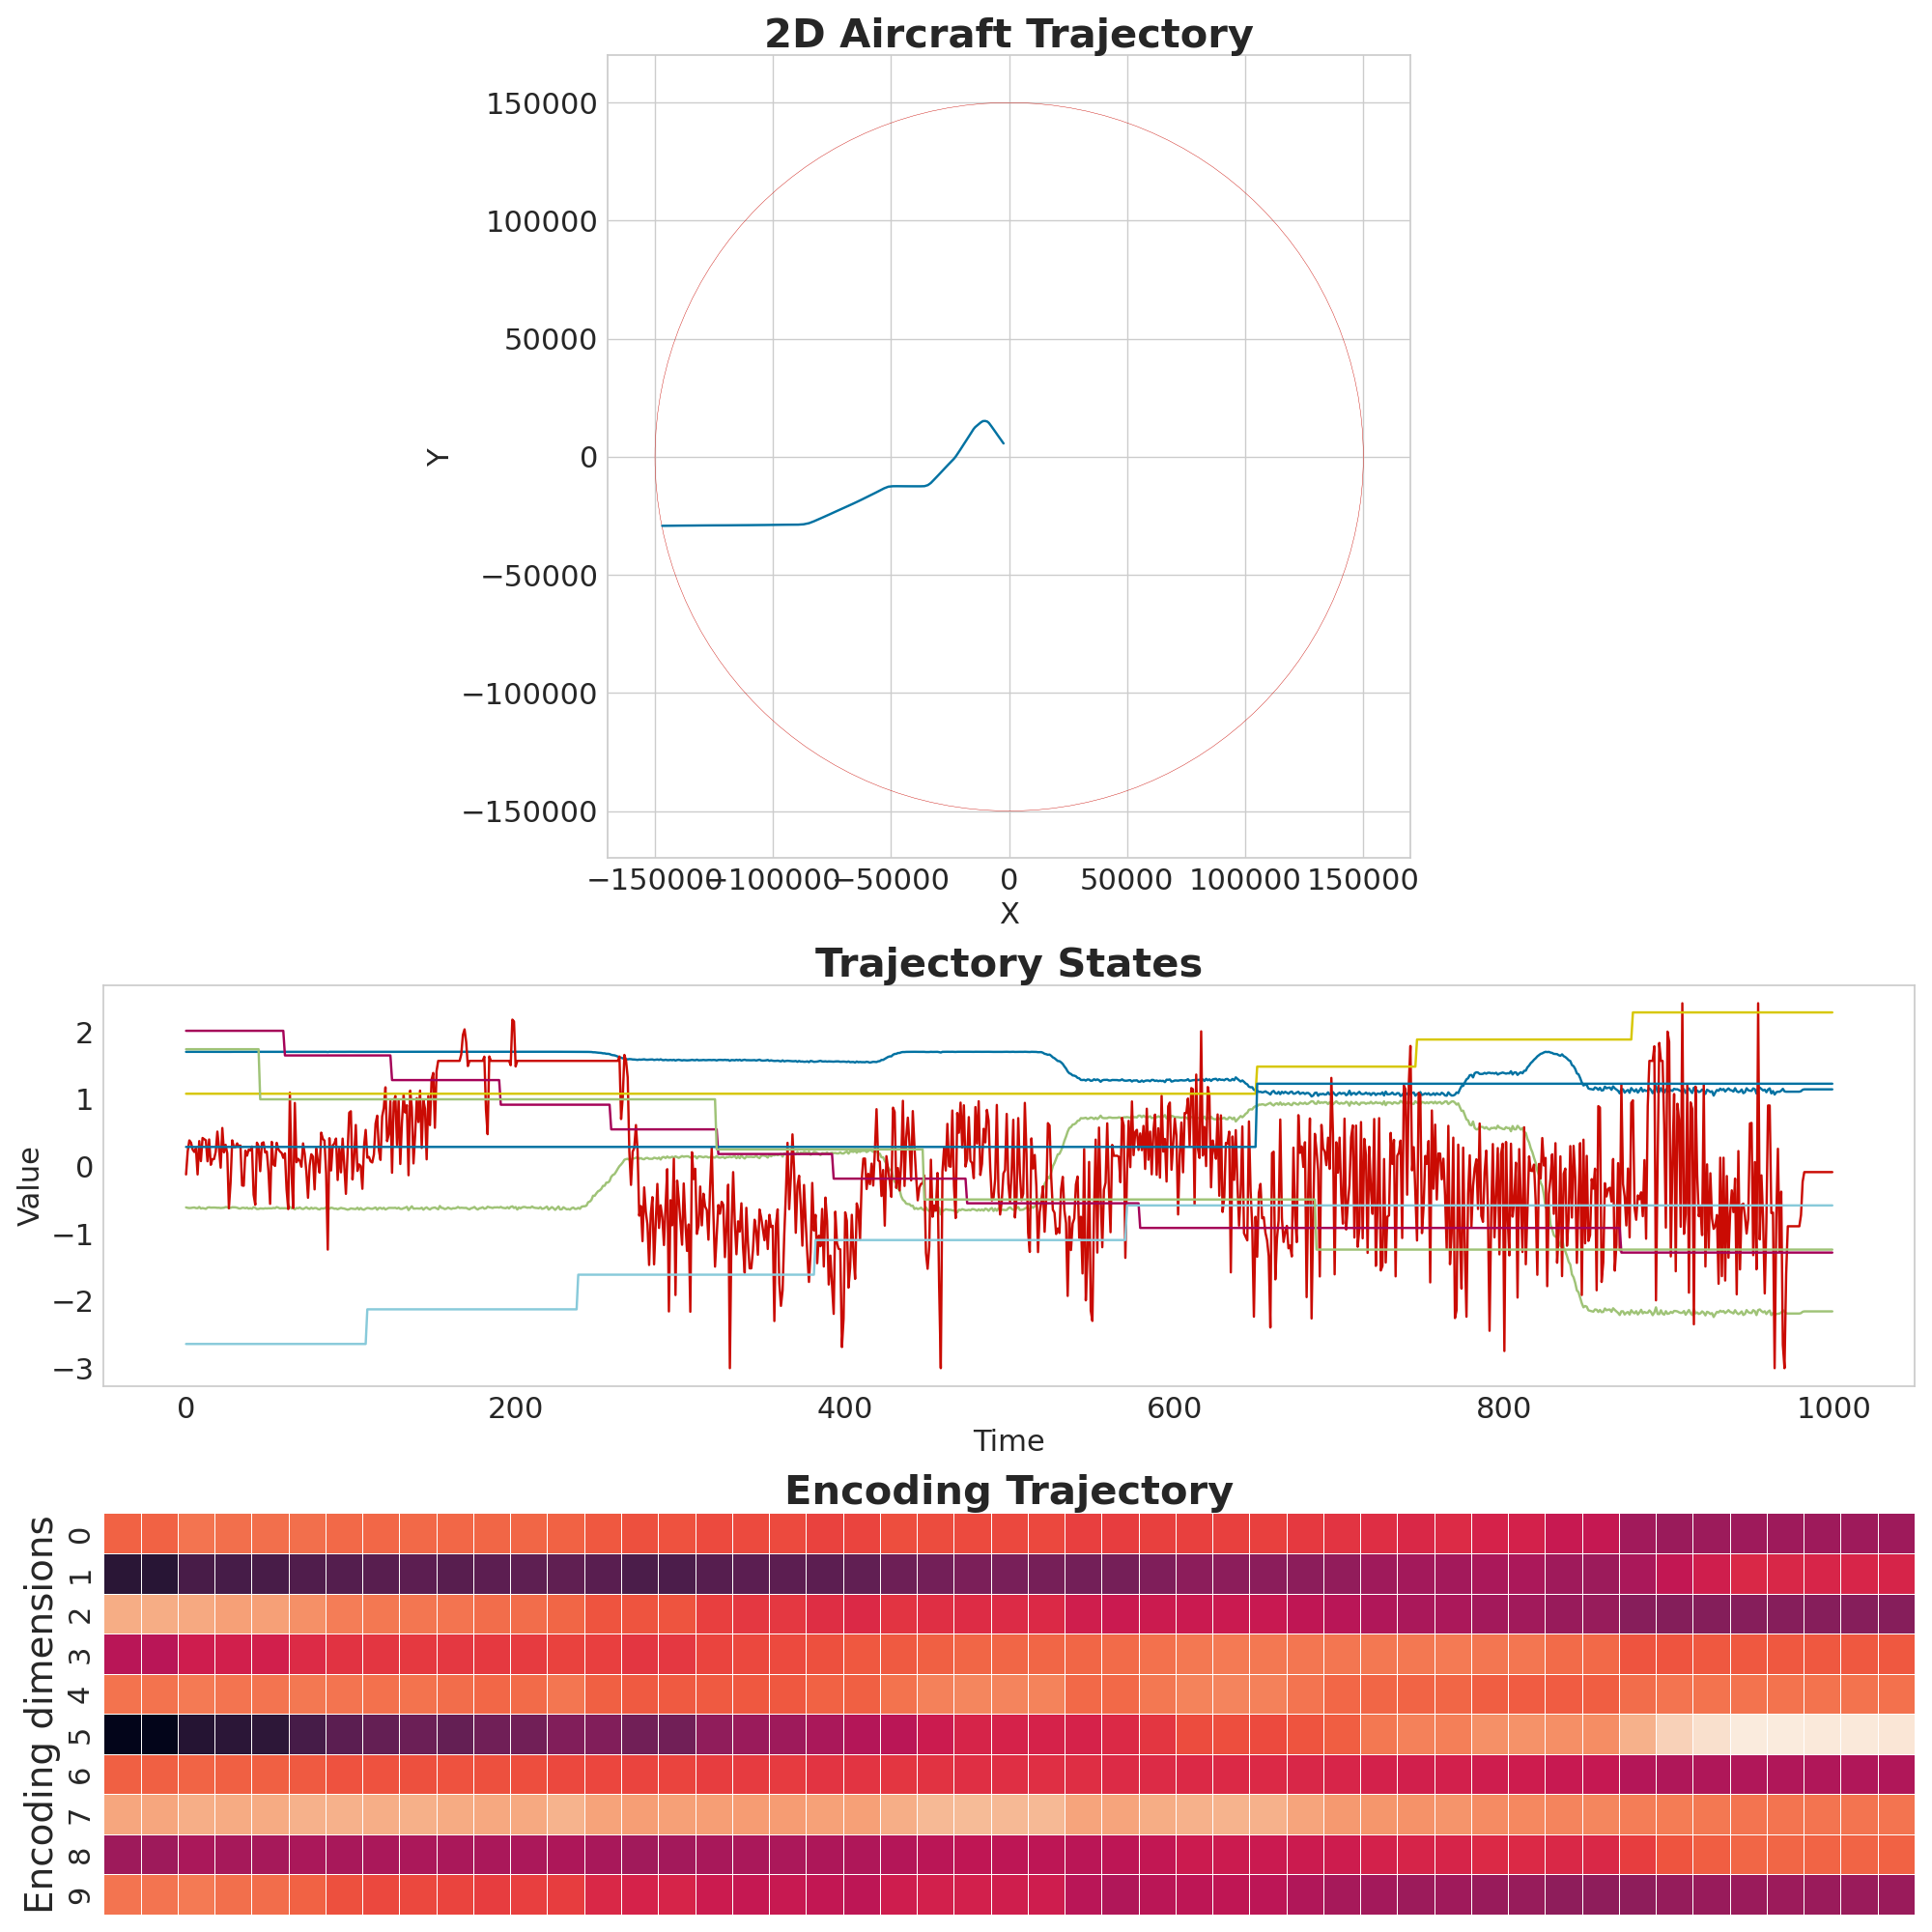 2D Aircraft Trajectory
150000
100000
50000
0
−50000
−100000
−150000
Y
−150000 −100000 −50000 0 50000 100000 150000
X
Trajectory States
2
1
0
−1
−2
−3
Value
0 200 400 600 800 1000
Time
Encoding Trajectory
Encoding dimensions
0
1
2
3
4
5
6
7
8
9